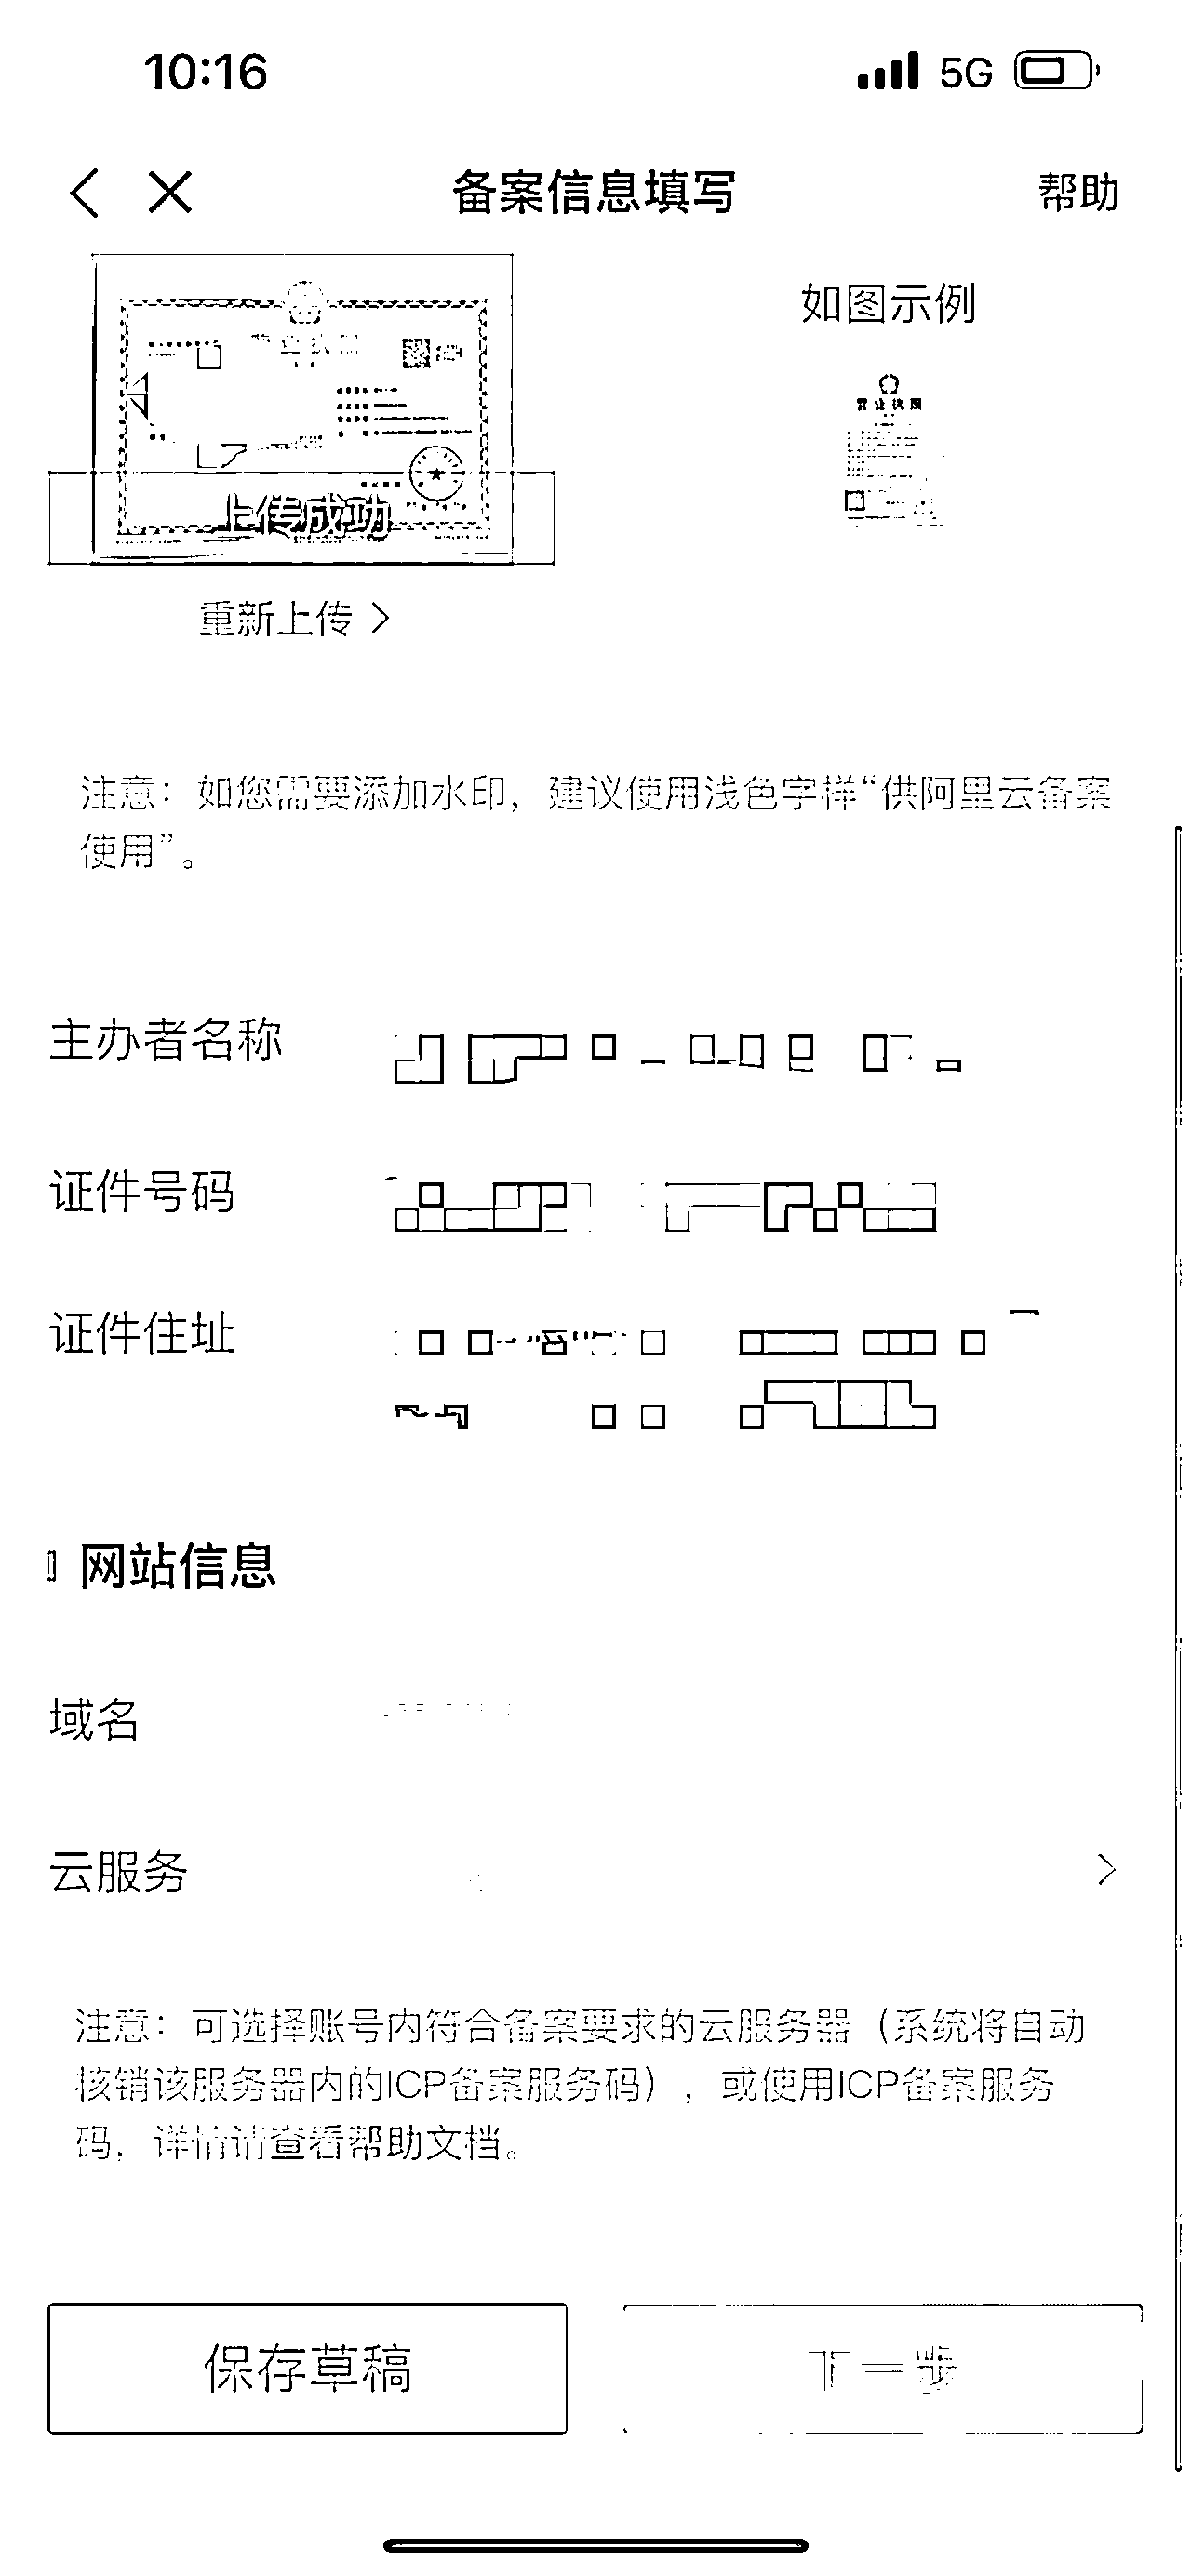 10:16
5G
备案信息填写
帮助
如图示例
营业执照
上传成功
重新上传
注意：如您需要添加水印，建议使用浅色字样“供阿里云备案
使用”。
主办者名称
证件号码
证件住址
网站信息
域名
云服务
注意：可选择账号内符合备案要求的云服务器（系统将自动
核销该服务器内的ICP备案服务码），或使用ICP备案服务
码，详情请查看帮助文档。
保存草稿
下一步